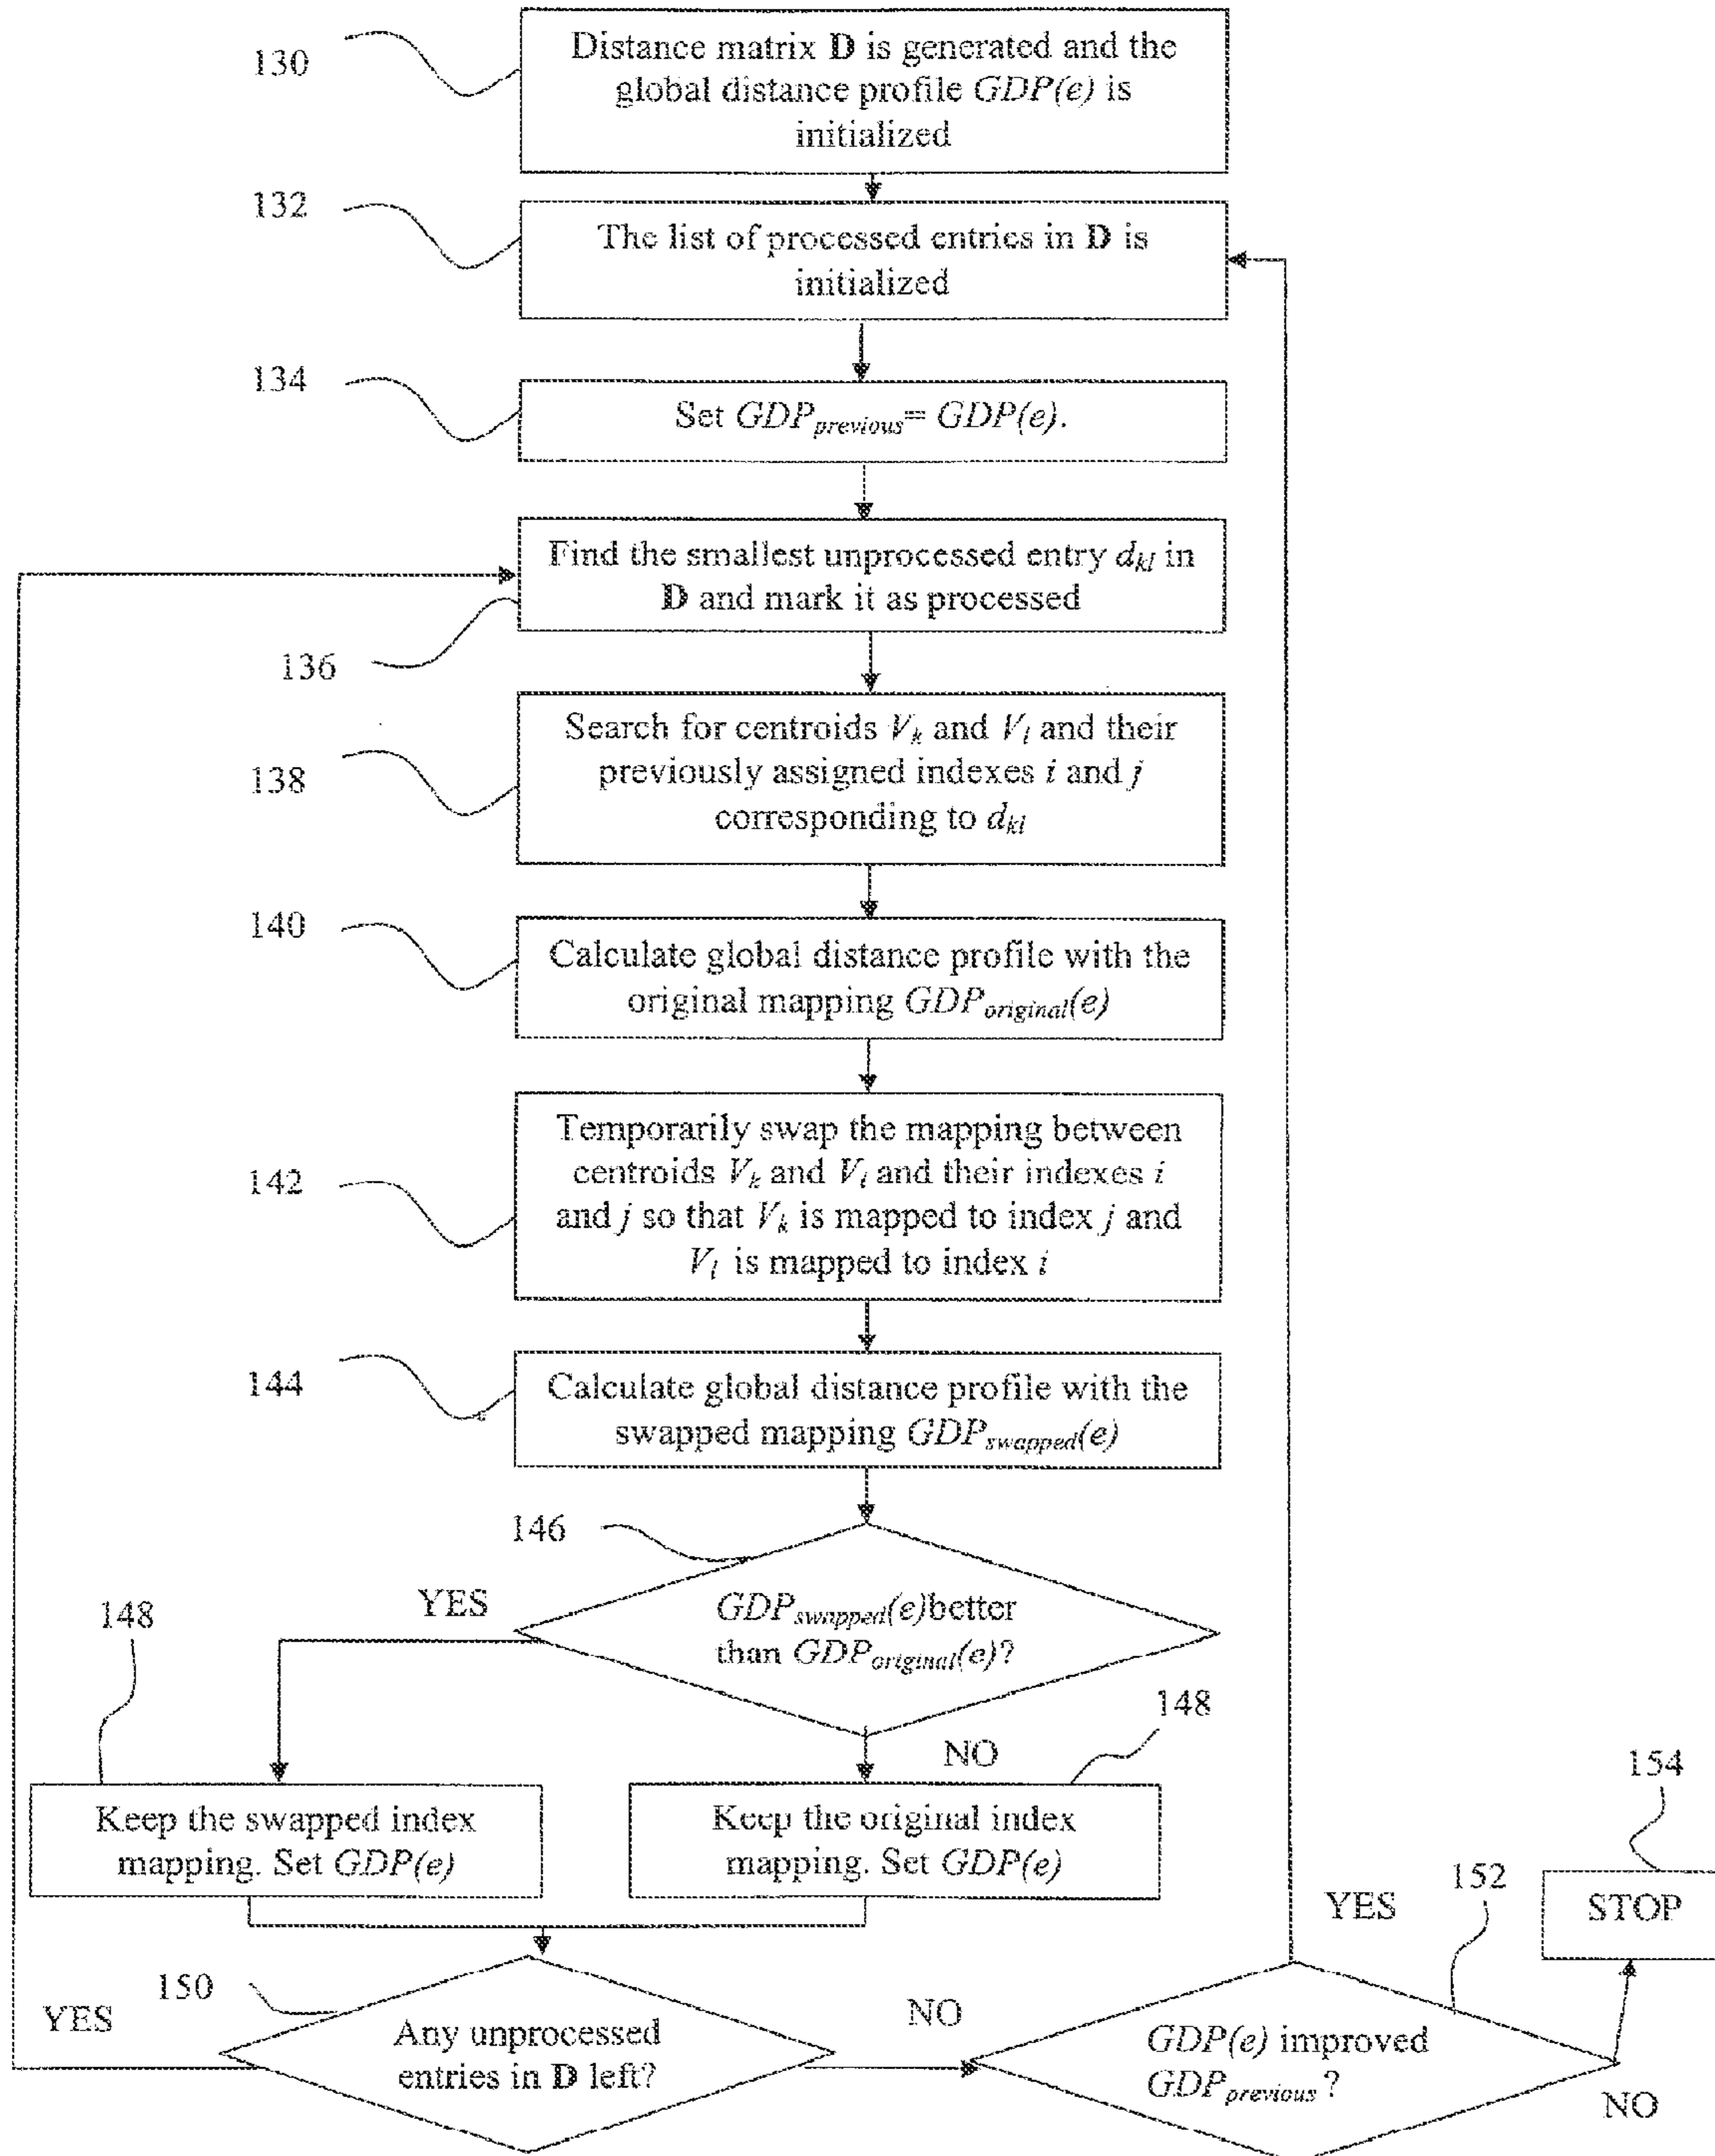 130
Distance matrix D is generated and the
global distance profile GDP(e) is
initialized
132
The list of processed entries in D is
initialized
134
Set GDPprevious= GDP(e).
Find the smallest unprocessed entry dkl in
D and mark it as processed
136
Search for centroids Vk and Vl and their
previously assigned indexes i and j
corresponding to dkl
138
140
Calculate global distance profile with the
original mapping GDPoriginal(e)
Temporarily swap the mapping between
centroids Vk and Vl and their indexes i
and j so that Vk is mapped to index j and
Vl is mapped to index i
142
144
Calculate global distance profile with the
swapped mapping GDPswapped(e)
146
YES
GDPswapped(e)better
than GDPoriginal(e)?
148
148
NO
Keep the swapped index
mapping. Set GDP(e)
Keep the original index
mapping. Set GDP(e)
154
152
STOP
YES
150
YES
Any unprocessed
entries in D left?
NO
GDP(e) improved
GDPprevious ?
NO